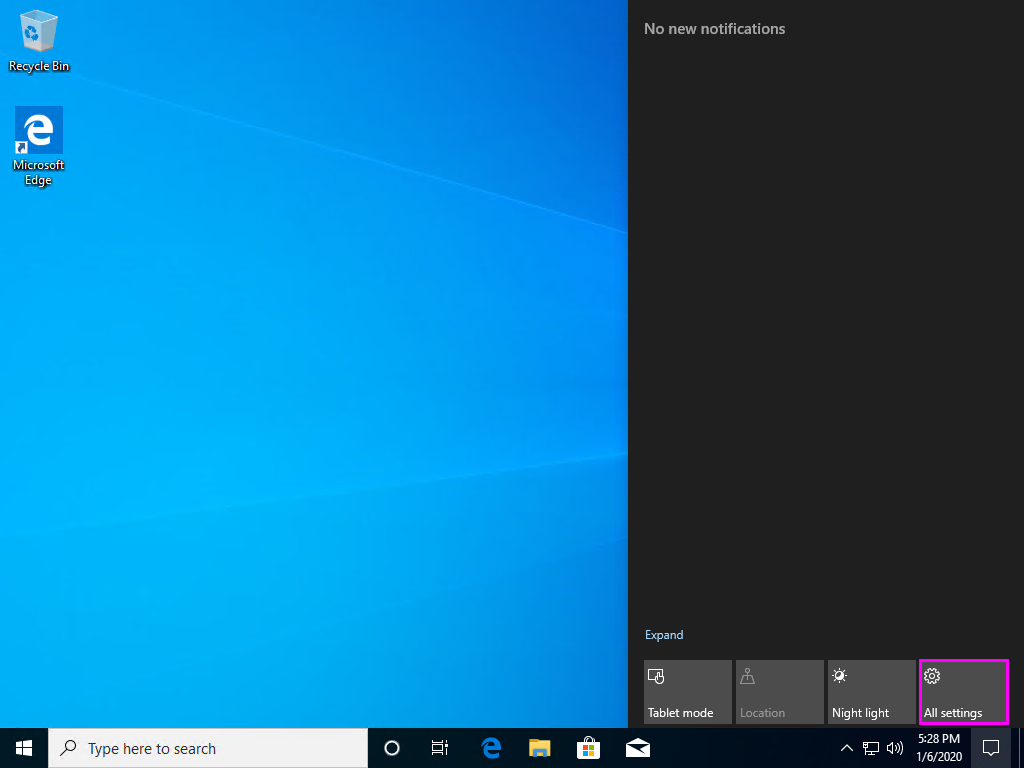 Recycle Bin
Microsoft
Edge
No new notifications
Expand
Tablet mode
Location
Night light
All settings
Type here to search
5:28 PM
1/6/2020